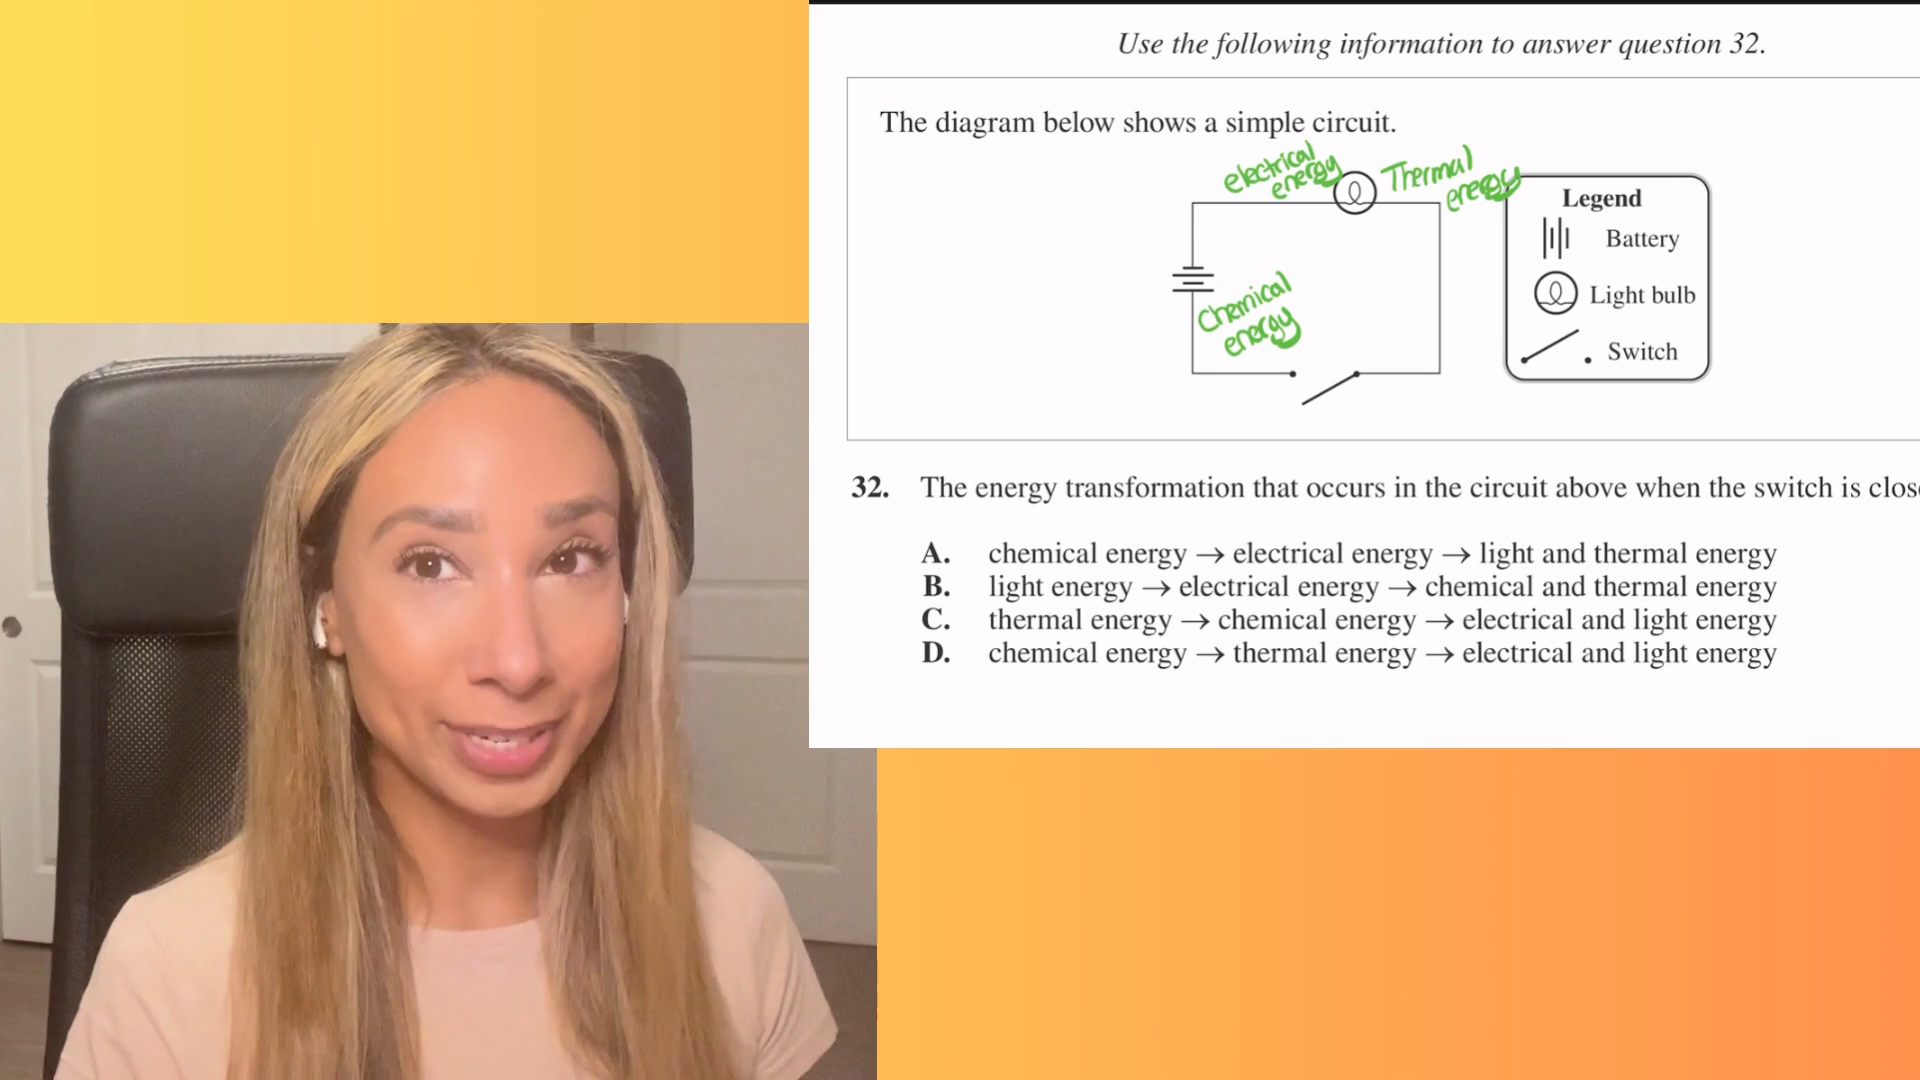 Use the following information to answer question 32.
The diagram below shows a simple circuit.
electrical
energy
Thermal
energy
Chemical
energy
Legend
Battery
Light bulb
Switch
32. The energy transformation that occurs in the circuit above when the switch is clos
A. chemical energy → electrical energy → light and thermal energy
B. light energy → electrical energy → chemical and thermal energy
C. thermal energy → chemical energy → electrical and light energy
D. chemical energy → thermal energy → electrical and light energy